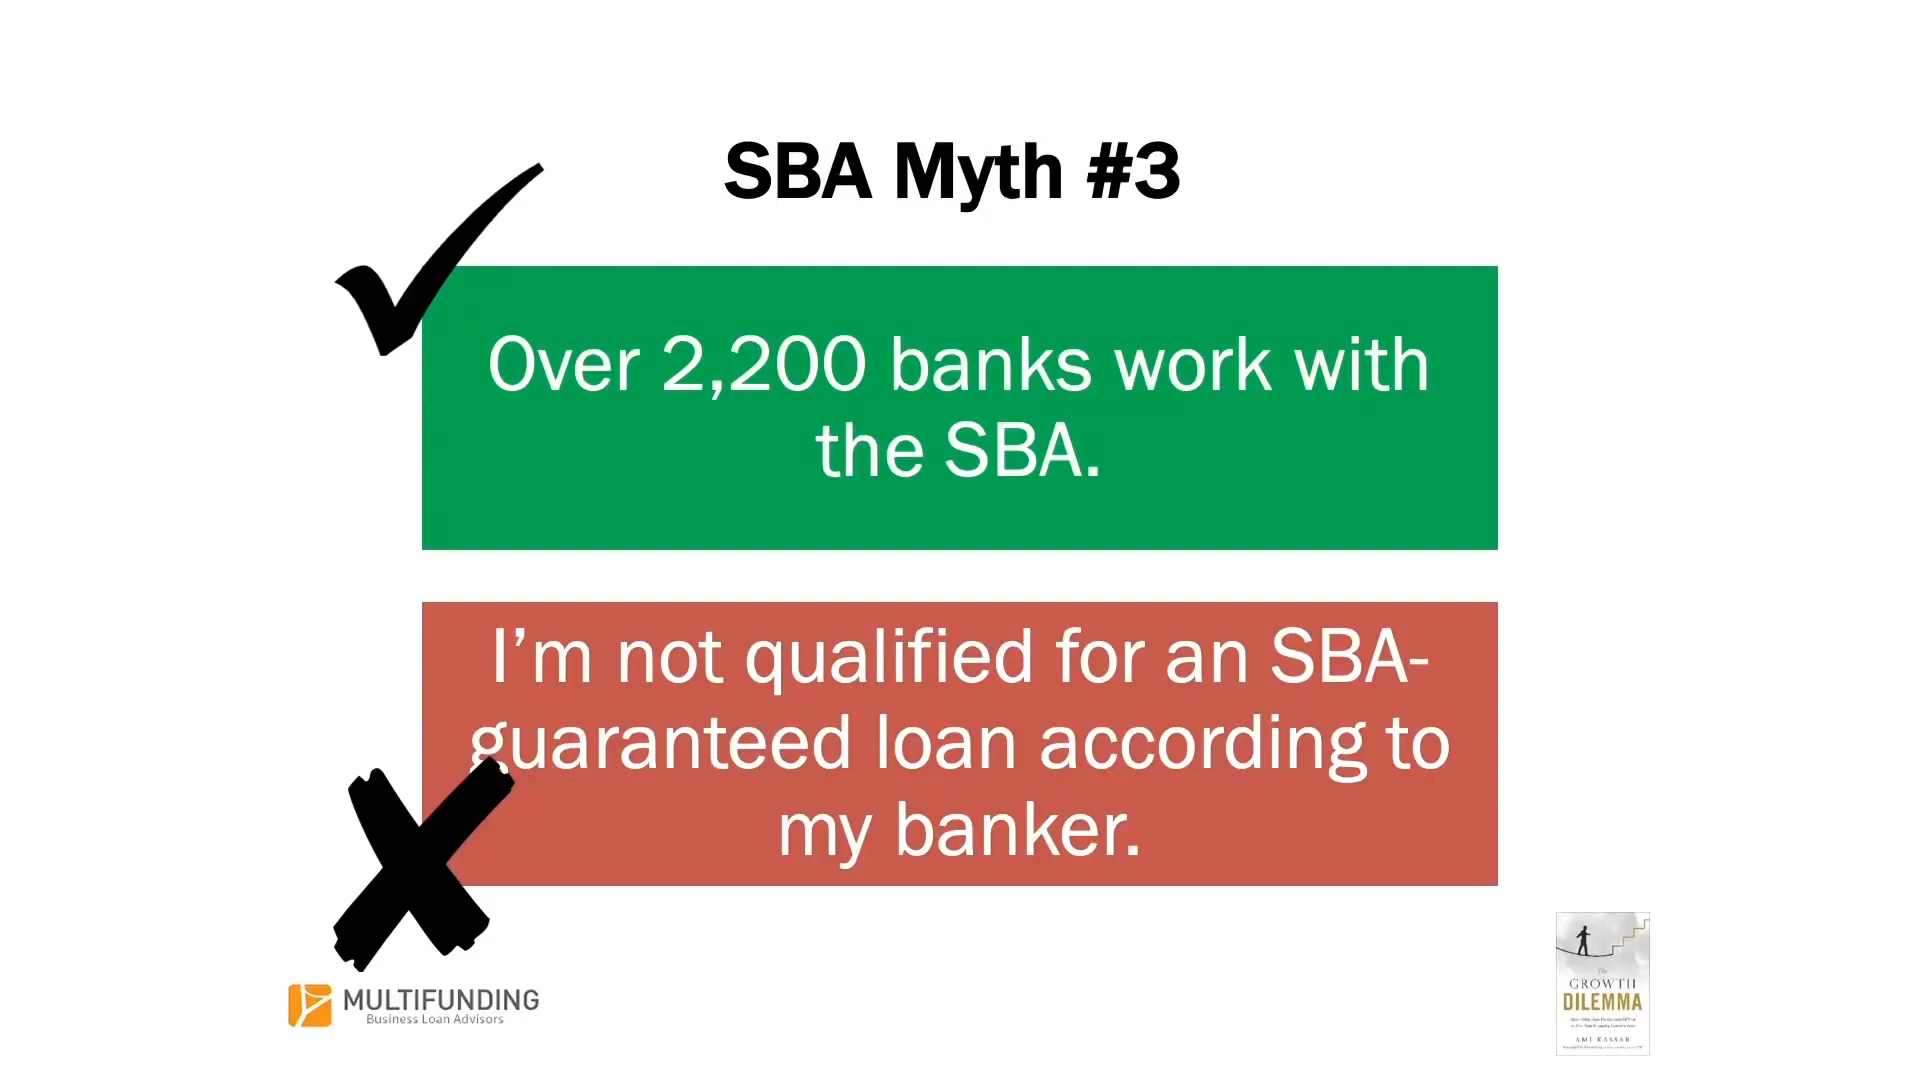 SBA Myth #3
Over 2,200 banks work with
the SBA.
I’m not qualified for an SBA-
guaranteed loan according to
my banker.
MULTIFUNDING
Business Loan Advisors
The
GROWTH
DILEMMA
AMI KASSAR